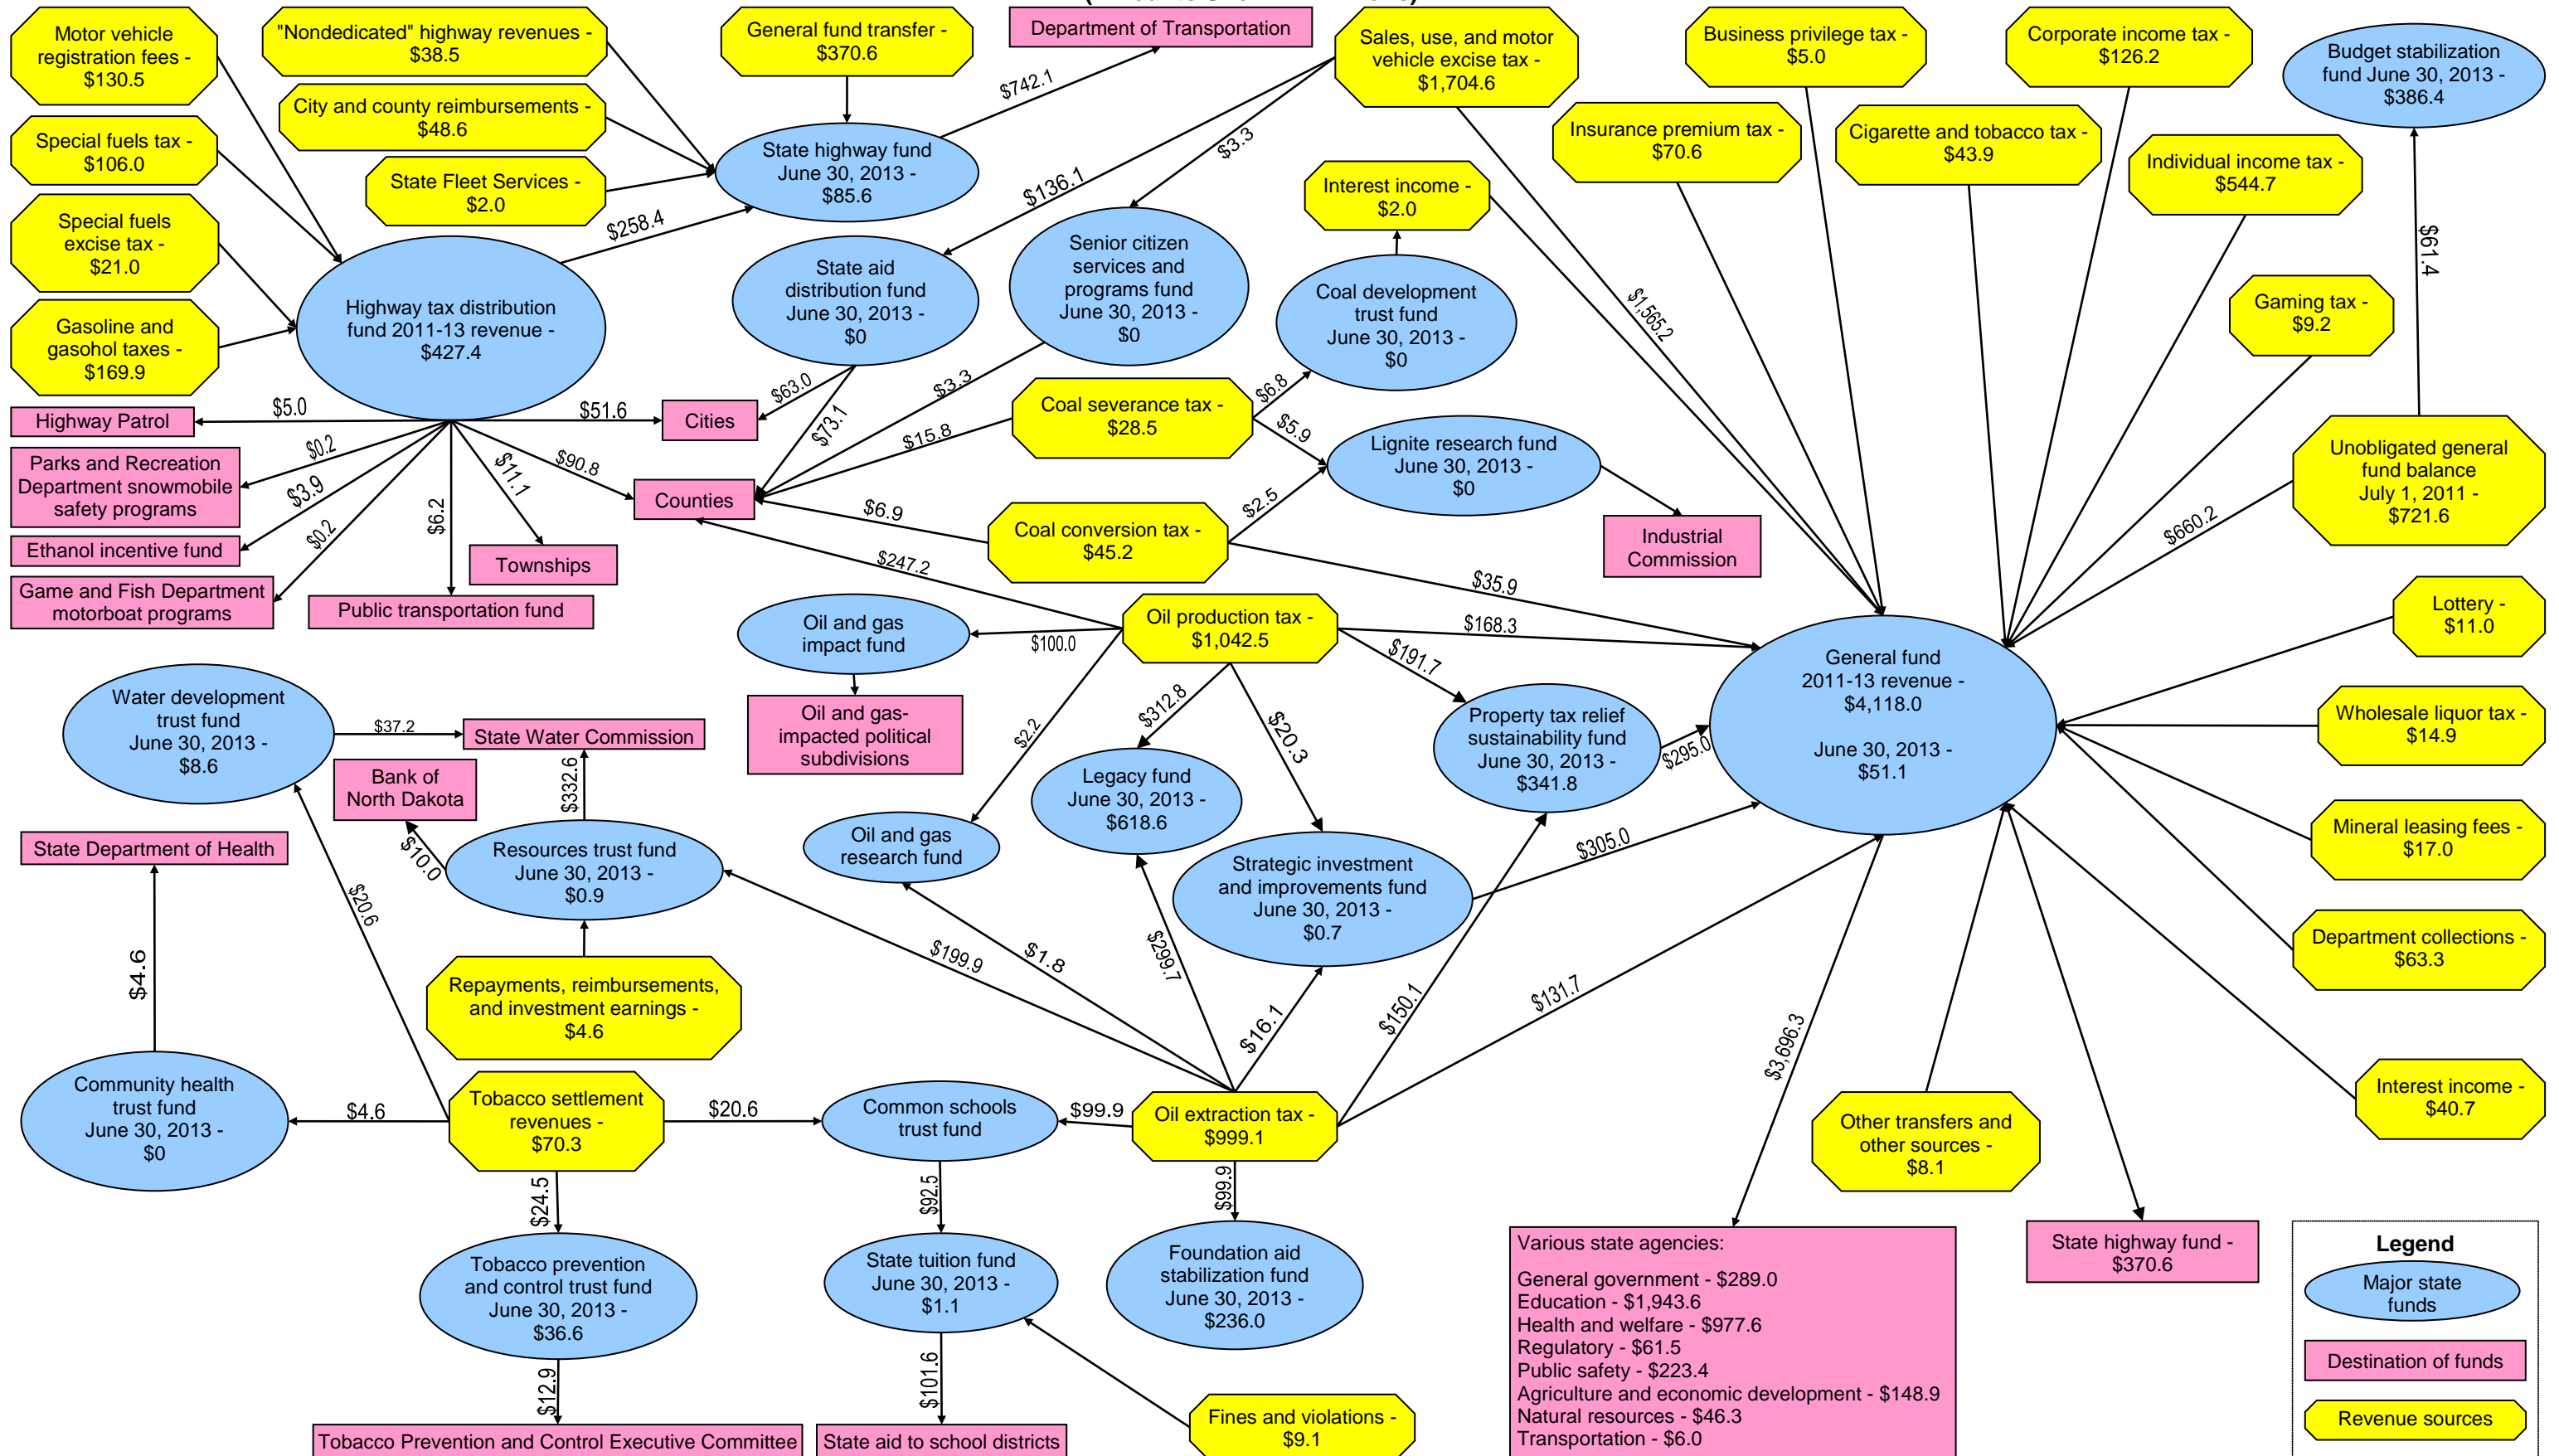 Motor vehicle
registration fees -
$130.5
"Nondedicated" highway revenues -
$38.5
General fund transfer -
$370.6
Department of Transportation
Sales, use, and motor
vehicle excise tax -
$1,704.6
Business privilege tax -
$5.0
Corporate income tax -
$126.2
Budget stabilization
fund June 30, 2013 -
$386.4
City and county reimbursements -
$48.6
$742.1
Special fuels tax -
$106.0
State Fleet Services -
$2.0
State highway fund
June 30, 2013 -
$85.6
$3.3
$136.1
Insurance premium tax -
$70.6
Cigarette and tobacco tax -
$43.9
Individual income tax -
$544.7
Interest income -
$2.0
Special fuels
excise tax -
$21.0
$258.4
$61.4
Highway tax distribution
fund 2011-13 revenue -
$427.4
State aid
distribution fund
June 30, 2013 -
$0
Senior citizen
services and
programs fund
June 30, 2013 -
$0
Coal development
trust fund
June 30, 2013 -
$0
$1,565.2
Gaming tax -
$9.2
Gasoline and
gasohol taxes -
$169.9
Highway Patrol
$5.0
$51.6
Cities
$63.0
$73.1
$3.3
$15.8
Coal severance tax -
$28.5
$6.8
$5.9
Lignite research fund
June 30, 2013 -
$0
Unobligated general
fund balance
July 1, 2011 -
$721.6
$660.2
Parks and Recreation
Department snowmobile
safety programs
$0.2
$3.9
$0.2
$6.2
$11.1
$90.8
Counties
$6.9
Coal conversion tax -
$45.2
$2.5
Industrial
Commission
Ethanol incentive fund
Townships
$247.2
$35.9
Game and Fish Department
motorboat programs
Public transportation fund
Oil and gas
impact fund
$100.0
Oil production tax -
$1,042.5
$168.3
$191.7
Lottery -
$11.0
General fund
2011-13 revenue -
$4,118.0
June 30, 2013 -
$51.1
Water development
trust fund
June 30, 2013 -
$8.6
$37.2
State Water Commission
Oil and gas-
impacted political
subdivisions
$2.2
$312.8
$20.3
Property tax relief
sustainability fund
June 30, 2013 -
$341.8
$295.0
Wholesale liquor tax -
$14.9
Bank of
North Dakota
$332.6
Legacy fund
June 30, 2013 -
$618.6
State Department of Health
$10.0
Resources trust fund
June 30, 2013 -
$0.9
Oil and gas
research fund
Strategic investment
and improvements fund
June 30, 2013 -
$0.7
$305.0
Mineral leasing fees -
$17.0
$20.6
$4.6
Repayments, reimbursements,
and investment earnings -
$4.6
$199.9
$1.8
$299.7
$16.1
$150.1
$131.7
Department collections -
$63.3
$3,696.3
Community health
trust fund
June 30, 2013 -
$0
$4.6
Tobacco settlement
revenues -
$70.3
$20.6
Common schools
trust fund
$99.9
Oil extraction tax -
$999.1
Other transfers and
other sources -
$8.1
Interest income -
$40.7
$24.5
$92.5
$99.9
Tobacco prevention
and control trust fund
June 30, 2013 -
$36.6
State tuition fund
June 30, 2013 -
$1.1
Foundation aid
stabilization fund
June 30, 2013 -
$236.0
$12.9
$101.6
Tobacco Prevention and Control Executive Committee
State aid to school districts
Fines and violations -
$9.1
Various state agencies:
General government - $289.0
Education - $1,943.6
Health and welfare - $977.6
Regulatory - $61.5
Public safety - $223.4
Agriculture and economic development - $148.9
Natural resources - $46.3
Transportation - $6.0
State highway fund -
$370.6
Legend
Major state
funds
Destination of funds
Revenue sources